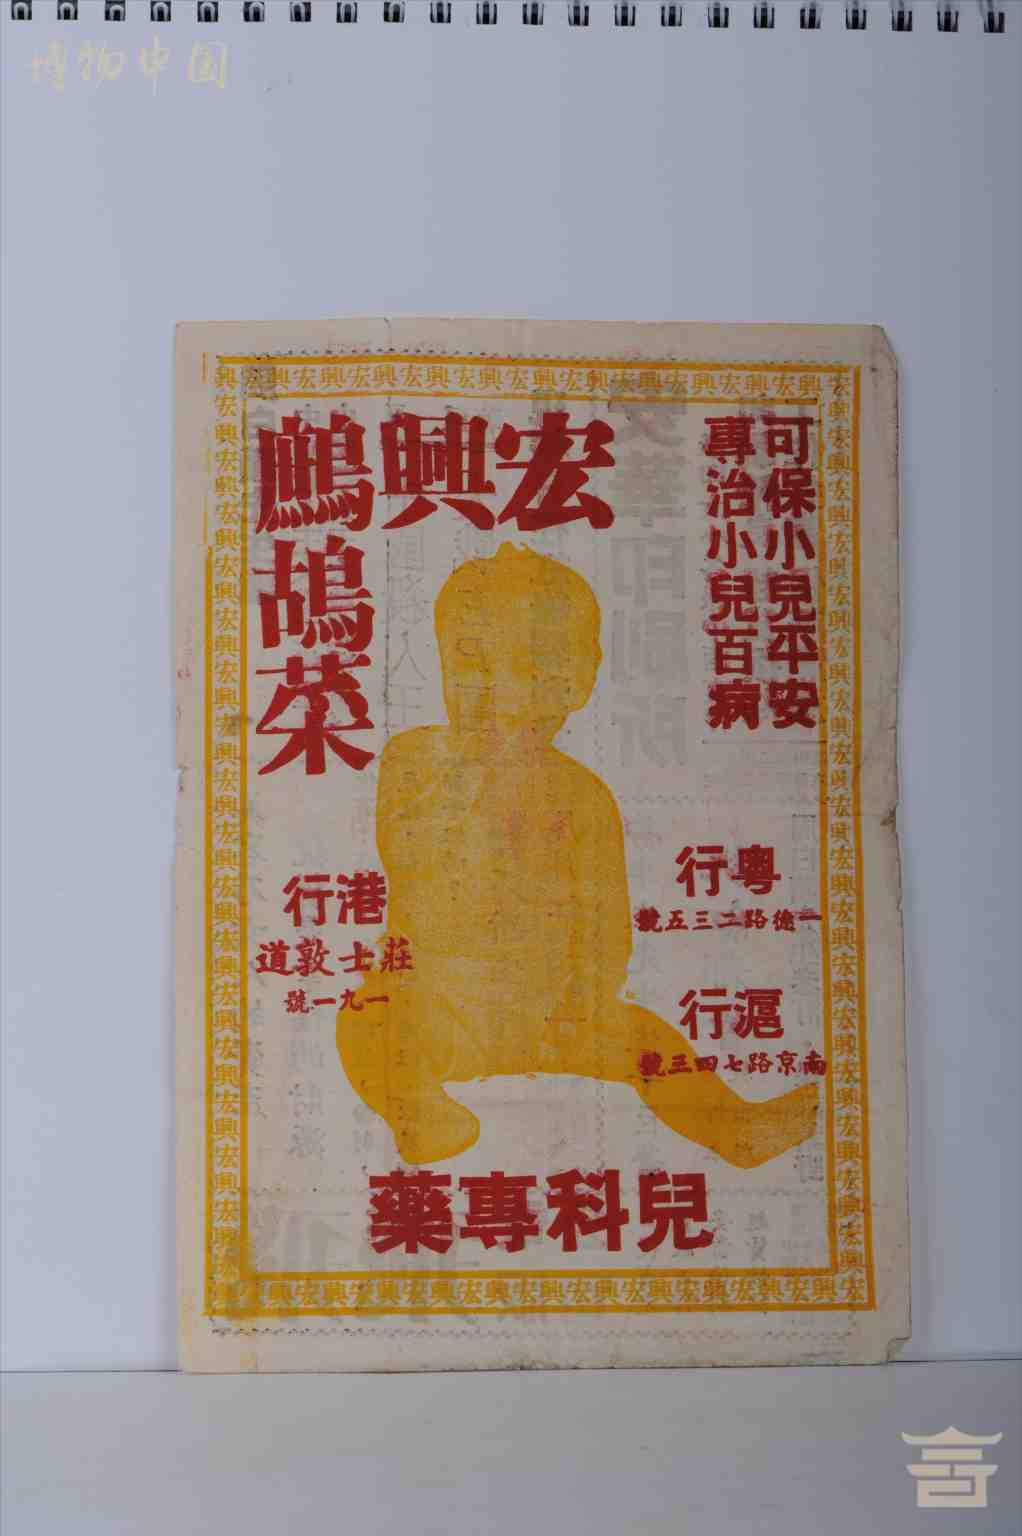 博物中国
宏興鷓
鴣
菜
可保小兒平安
專治小兒百病
粵行
一德路二三五號
滬行
南京路七四三號
港行
莊士敦道
一九一號
兒科專藥